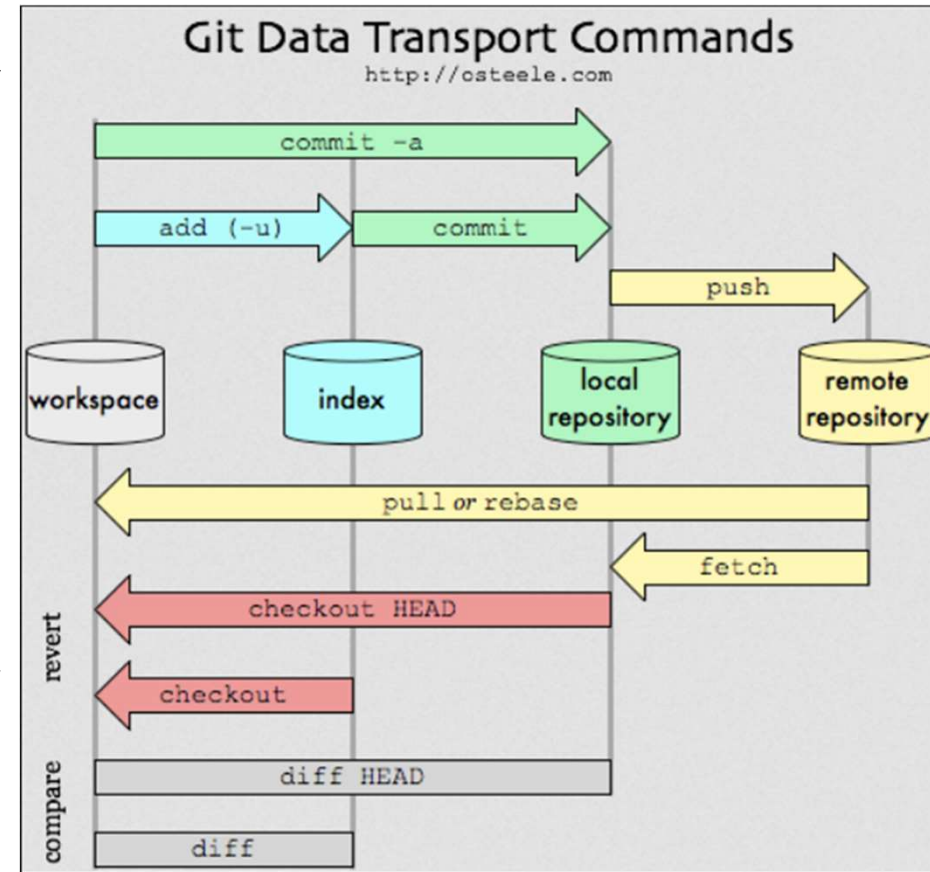 Git Data Transport Commands
http://osteele.com
commit -a
add (-u)
commit
push
workspace
index
local
repository
remote
repository
pull or rebase
fetch
revert
checkout HEAD
checkout
compare
diff HEAD
diff